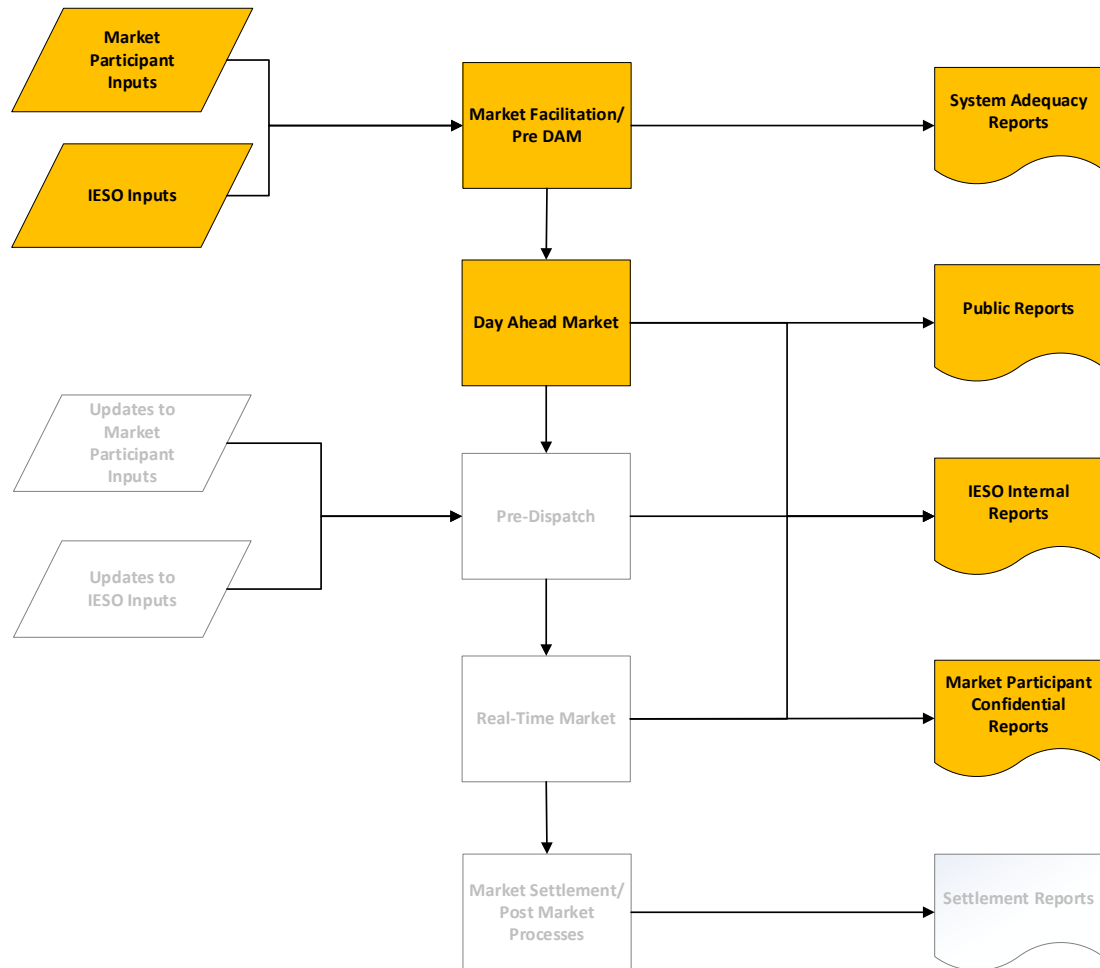 Market
Participant
Inputs
IESO Inputs
Market Facilitation/
Pre DAM
System Adequacy
Reports
Day Ahead Market
Public Reports
Updates to
Market
Participant
Inputs
Updates to
IESO Inputs
Pre-Dispatch
IESO Internal
Reports
Real-Time Market
Market Participant
Confidential
Reports
Market Settlement/
Post Market
Processes
Settlement Reports